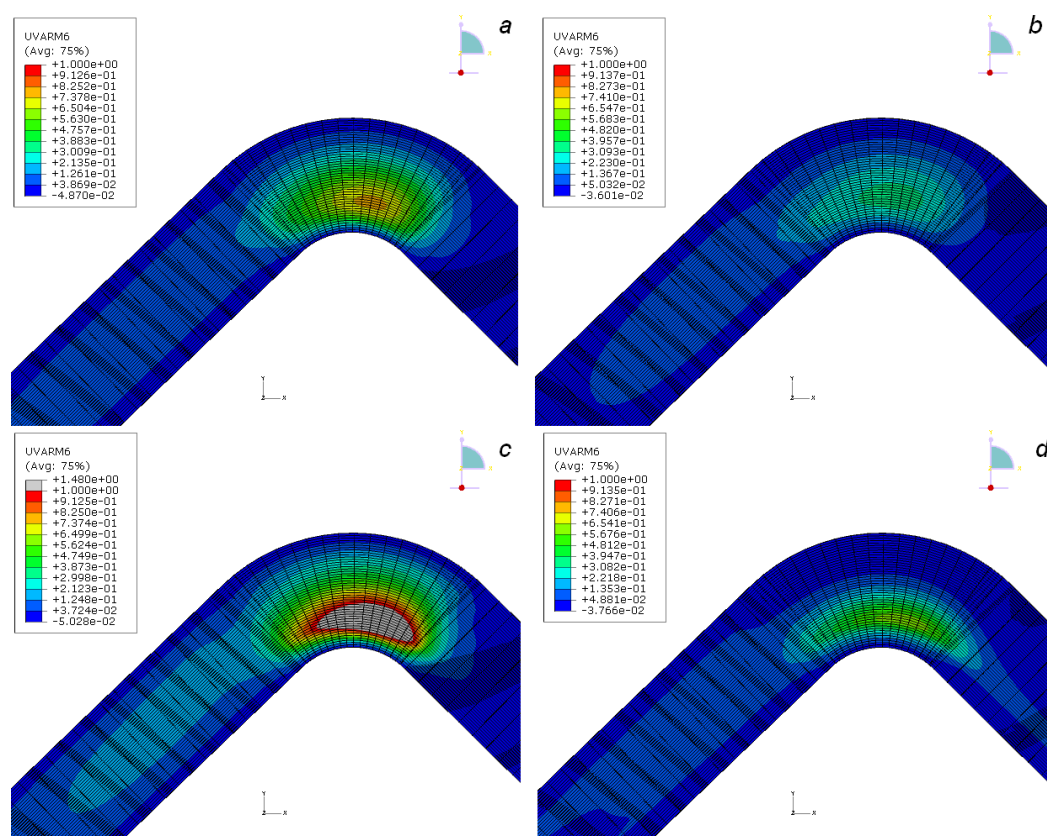 a
UVARM6
(Avg: 75%)
+1.000e+00
+9.126e-01
+8.252e-01
+7.378e-01
+6.504e-01
+5.630e-01
+4.757e-01
+3.883e-01
+3.009e-01
+2.135e-01
+1.261e-01
+3.869e-02
-4.870e-02
Y
X
Y
Z X
b
UVARM6
(Avg: 75%)
+1.000e+00
+9.137e-01
+8.273e-01
+7.410e-01
+6.547e-01
+5.683e-01
+4.820e-01
+3.957e-01
+3.093e-01
+2.230e-01
+1.367e-01
+5.032e-02
-3.601e-02
Y
X
Y
Z X
c
UVARM6
(Avg: 75%)
+1.480e+00
+1.000e+00
+9.125e-01
+8.250e-01
+7.374e-01
+6.499e-01
+5.624e-01
+4.749e-01
+3.873e-01
+2.998e-01
+2.123e-01
+1.248e-01
+3.724e-02
-5.028e-02
Y
X
Y
Z X
d
UVARM6
(Avg: 75%)
+1.000e+00
+9.135e-01
+8.271e-01
+7.406e-01
+6.541e-01
+5.676e-01
+4.812e-01
+3.947e-01
+3.082e-01
+2.218e-01
+1.353e-01
+4.881e-02
-3.766e-02
Y
X
Y
Z X